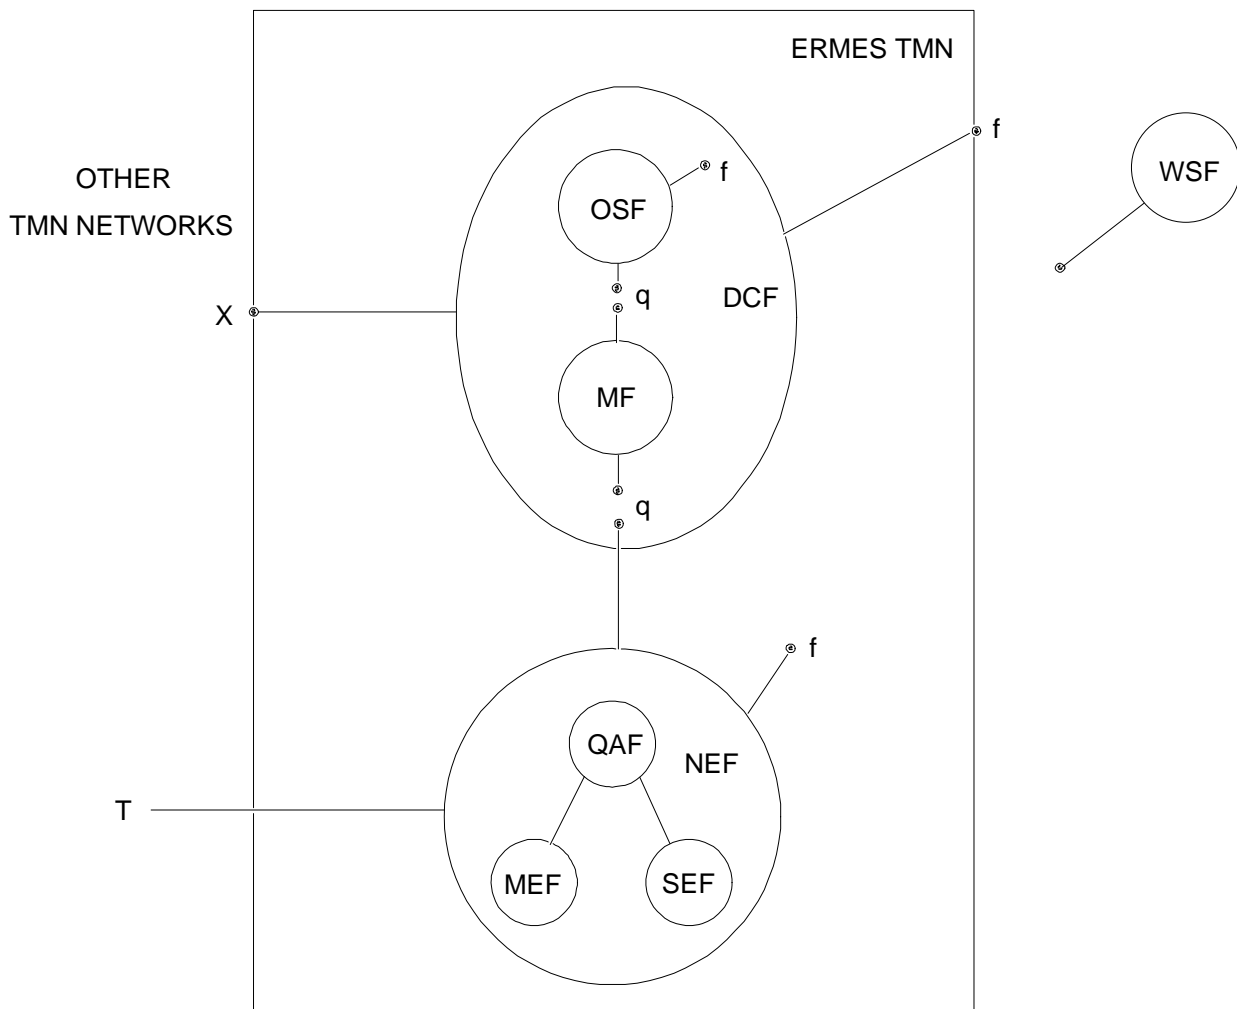 ERMES TMN
f
WSF
OTHER
TMN NETWORKS
f
OSF
q
DCF
X
MF
q
f
QAF
NEF
T
MEF
SEF